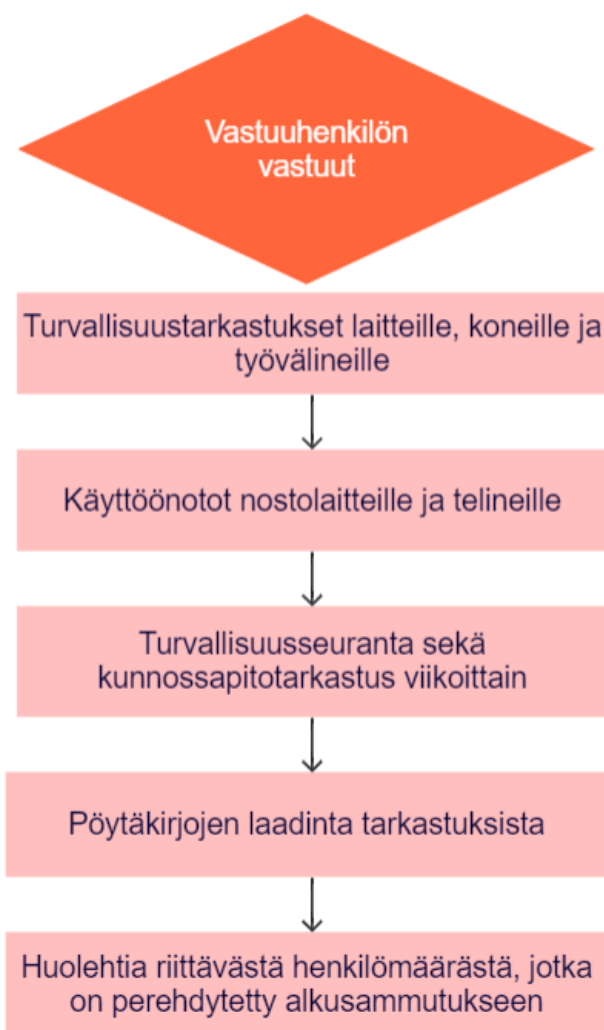 Vastuuhenkilön
vastuut
Turvallisuustarkastukset laitteille, koneille ja
työvälineille
Käyttöönotot nostolaitteille ja telineille
Turvallisuusseuranta sekä
kunnossapitotarkastus viikoittain
Pöytäkirjojen laadinta tarkastuksista
Huolehtia riittävästä henkilömäärästä, jotka
on perehdytetty alkusammutukseen